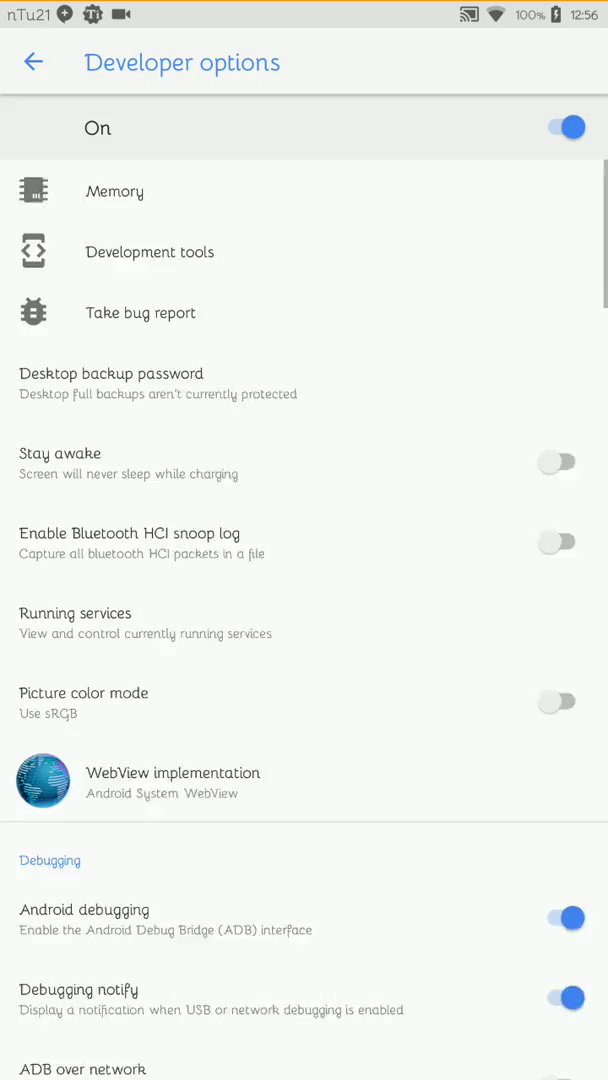 nTu21 Ti 100% 12:56
Developer options
On
Memory
Development tools
Take bug report
Desktop backup password
Desktop full backups aren't currently protected
Stay awake
Screen will never sleep while charging
Enable Bluetooth HCI snoop log
Capture all bluetooth HCI packets in a file
Running services
View and control currently running services
Picture color mode
Use sRGB
WebView implementation
Android System WebView
Debugging
Android debugging
Enable the Android Debug Bridge (ADB) interface
Debugging notify
Display a notification when USB or network debugging is enabled
ADB over network